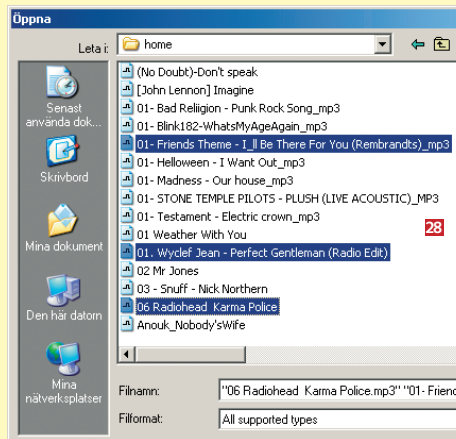 Öppna
Leta i:
home
Senast
använda dok...
Skrivbord
Mina dokument
Den här datorn
Mina
nätverksplatser
(No Doubt)-Don't speak
[John Lennon] Imagine
01- Bad Reliigion - Punk Rock Song_mp3
01- Blink182-WhatsMyAgeAgain_mp3
01- Friends Theme - I_ll Be There For You (Rembrandts)_mp3
01- Helloween - I Want Out_mp3
01- Madness - Our house_mp3
01- STONE TEMPLE PILOTS - PLUSH (LIVE ACOUSTIC)_MP3
01- Testament - Electric crown_mp3
01 Weather With You
01. Wyclef Jean - Perfect Gentleman (Radio Edit)
02 Mr Jones
03 - Snuff - Nick Northern
06 Radiohead  Karma Police
Anouk_Nobody'sWife
28
Filnamn:
"06 Radiohead  Karma Police.mp3" "01- Friend
Filformat:
All supported types